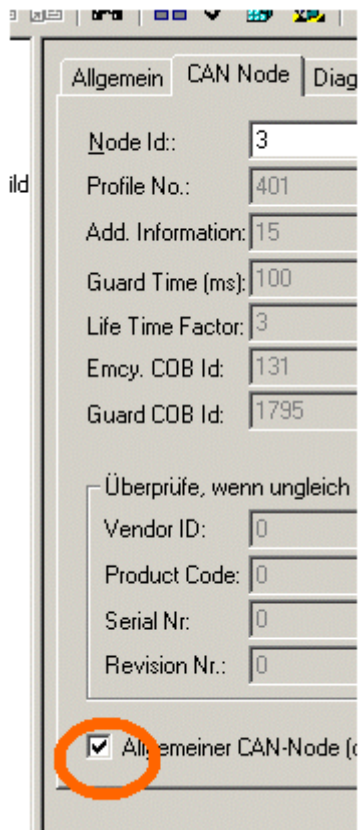 Allgemein CAN Node Diag
Node Id:: 3
ild Profile No.: 401
Add. Information: 15
Guard Time (ms): 100
Life Time Factor: 3
Emcy. COB Id: 131
Guard COB Id: 1795
Überprüfe, wenn ungleich
Vendor ID: 0
Product Code: 0
Serial Nr: 0
Revision Nr.: 0
Allgemeiner CAN-Node (